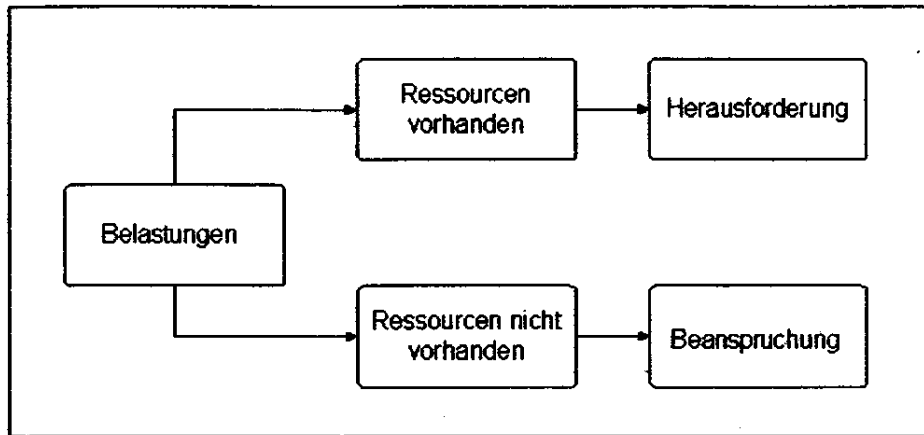 Ressourcen
vorhanden
Herausforderung
Belastungen
Ressourcen nicht
vorhanden
Beanspruchung